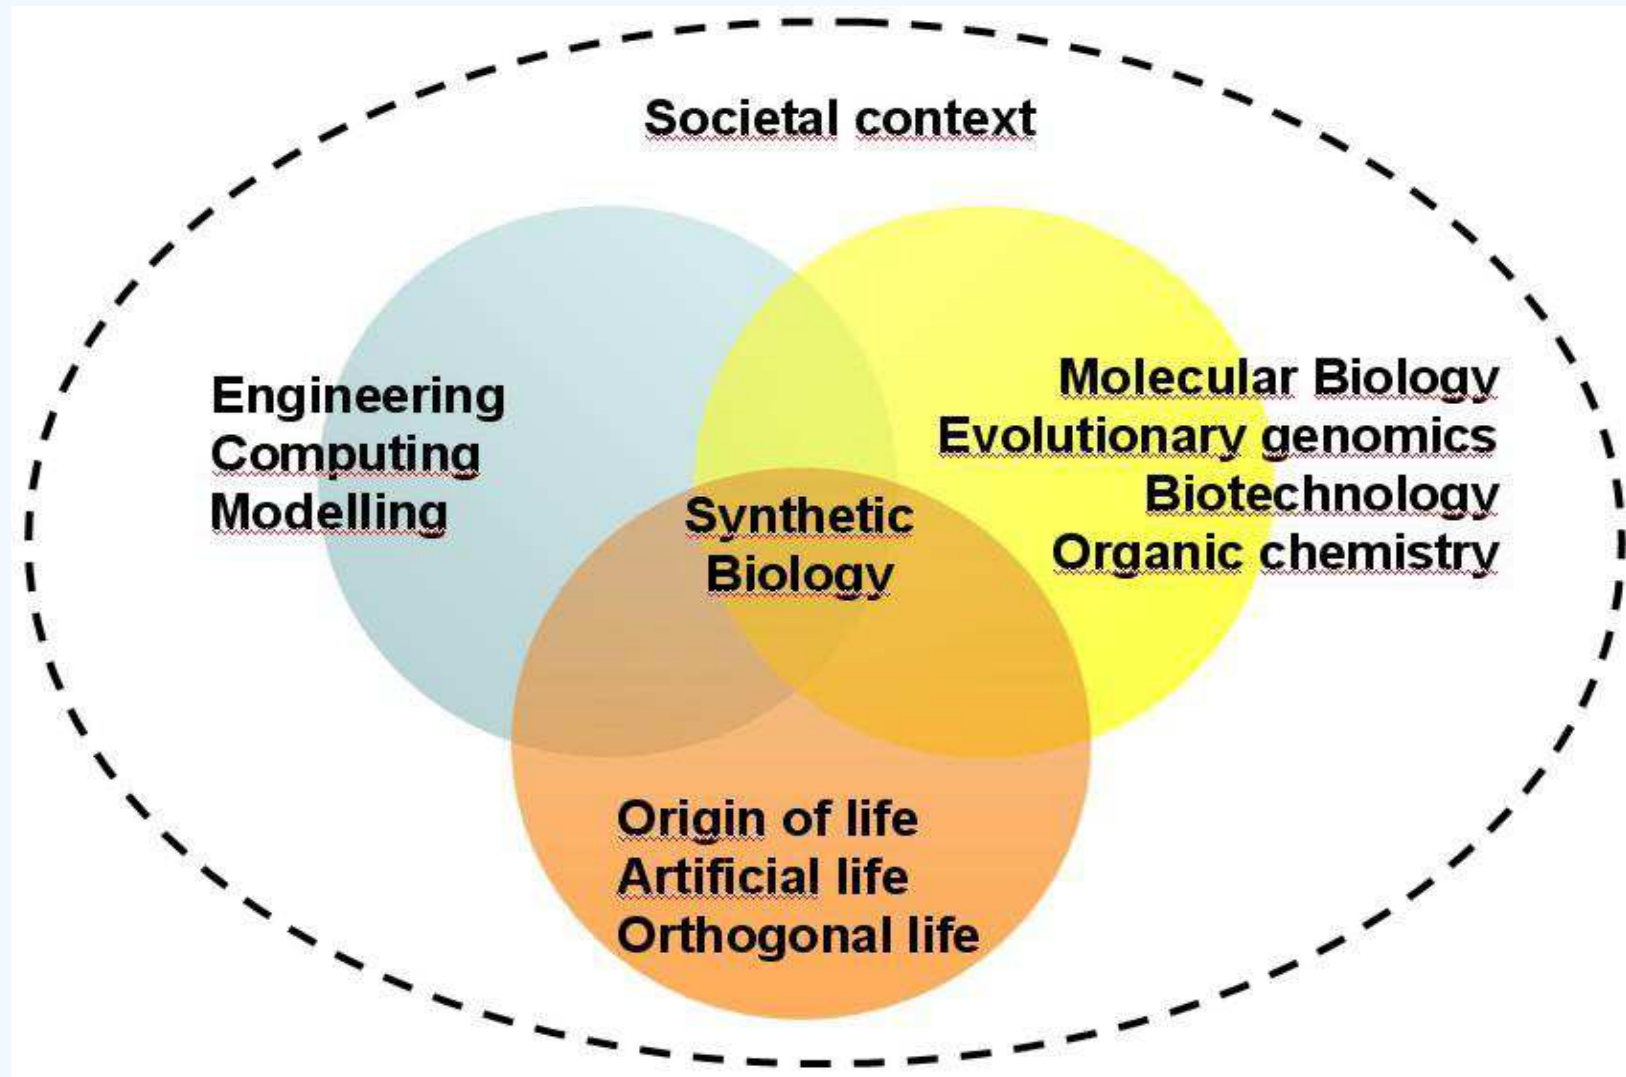 Societal context
Engineering
Computing
Modelling
Molecular Biology
Evolutionary genomics
Biotechnology
Organic chemistry
Synthetic
Biology
Origin of life
Artificial life
Orthogonal life